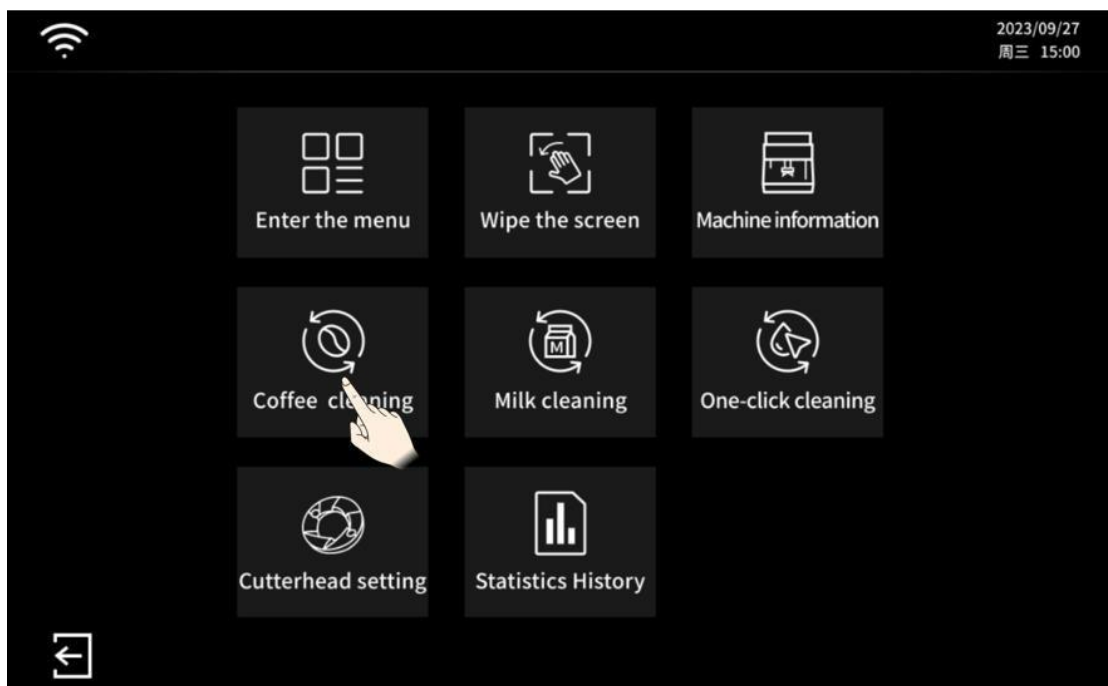 2023/09/27
周三 15:00
Enter the menu
Wipe the screen
Machine information
Coffee cleaning
Milk cleaning
M
One-click cleaning
Cutterhead setting
Statistics History